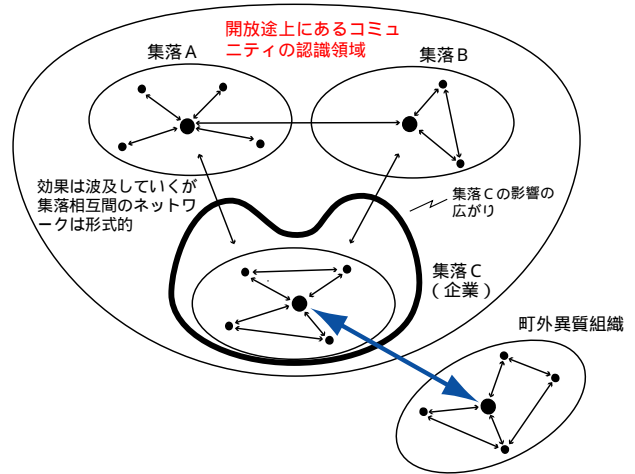 開放途上にあるコミュ
ニティの認識領域
集落A
集落B
効果は波及していくが
集落相互間のネットワ
ークは形式的
集落Cの影響の
広がり
集落C
(企業)
町外異質組織